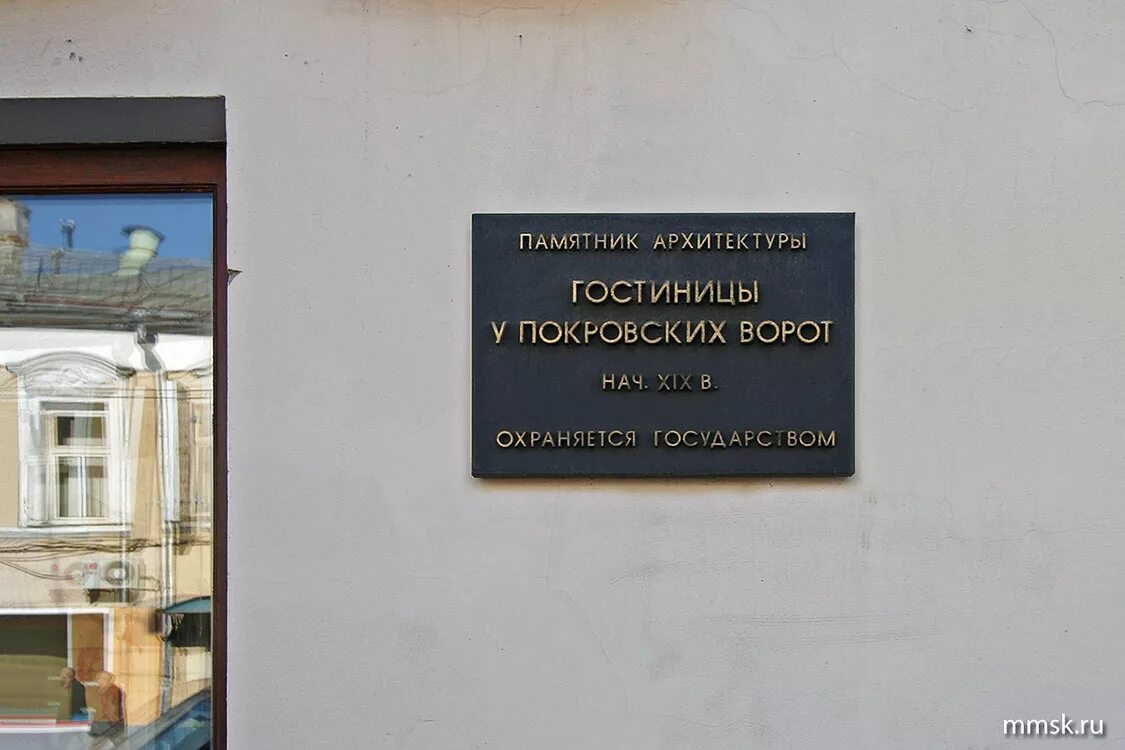 ПАМЯТНИК АРХИТЕКТУРЫ
ГОСТИНИЦЫ
У ПОКРОВСКИХ ВОРОТ
НАЧ. XIX В.
ОХРАНЯЕТСЯ ГОСУДАРСТВОМ
mmsk.ru